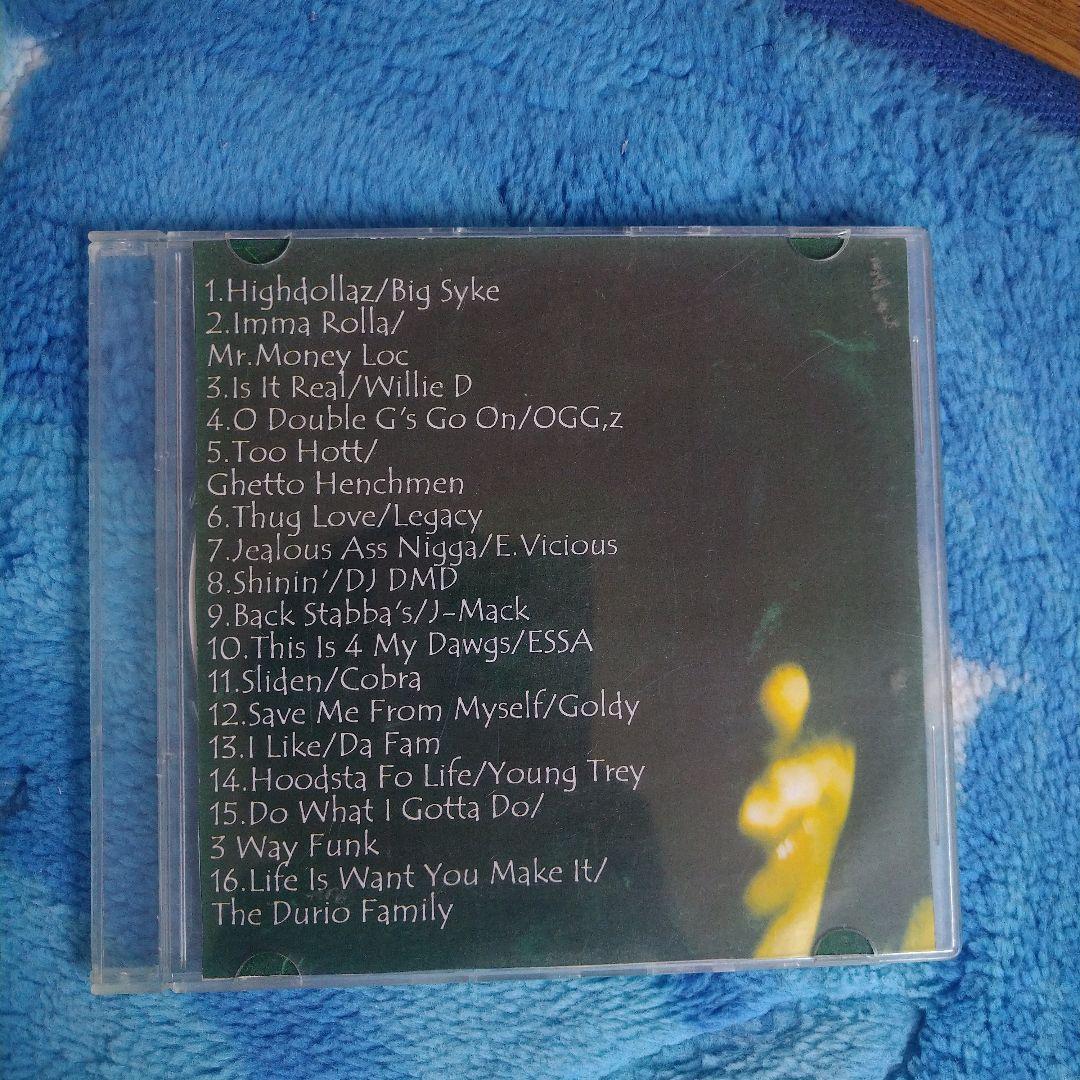 1.Highdollaz/Big Syke
2.Imma Rolla/
Mr.Money Loc
3.Is It Real/Willie D
4.O Double G's Go On/OGG,z
5.Too Hott/
Ghetto Henchmen
6.Thug Love/Legacy
7.Jealous Ass Nigga/E.Vicious
8.Shinin'/DJ DMD
9.Back Stabba's/J-Mack
10.This Is 4 My Dawgs/ESSA
11.Sliden/Cobra
12.Save Me From Myself/Goldy
13.I Like/Da Fam
14.Hoodsta Fo Life/Young Trey
15.Do What I Gotta Do/
3 Way Funk
16.Life Is Want You Make It/
The Durio Family